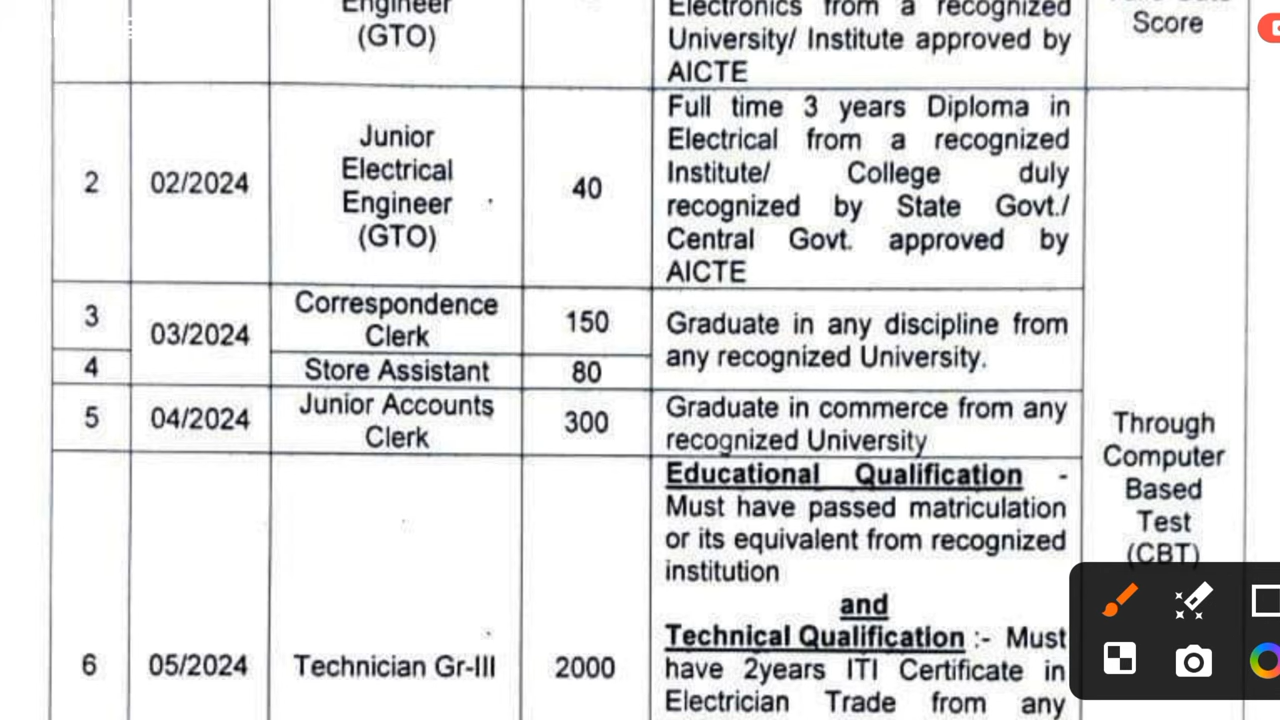 Engineer
(GTO)
Electronics from a recognized
University/ Institute approved by
AICTE
Score
2
02/2024
Junior
Electrical
Engineer
(GTO)
40
Full time 3 years Diploma in
Electrical from a recognized
Institute/ College duly
recognized by State Govt./
Central Govt. approved by
AICTE
3
03/2024
Correspondence
Clerk
150
Graduate in any discipline from
any recognized University.
4
Store Assistant
80
5
04/2024
Junior Accounts
Clerk
300
Graduate in commerce from any
recognized University
Through
Computer
Based
Test
(CBT)
6
05/2024
Technician Gr-III
2000
Educational Qualification -
Must have passed matriculation
or its equivalent from recognized
institution
and
Technical Qualification :- Must
have 2years ITI Certificate in
Electrician Trade from any